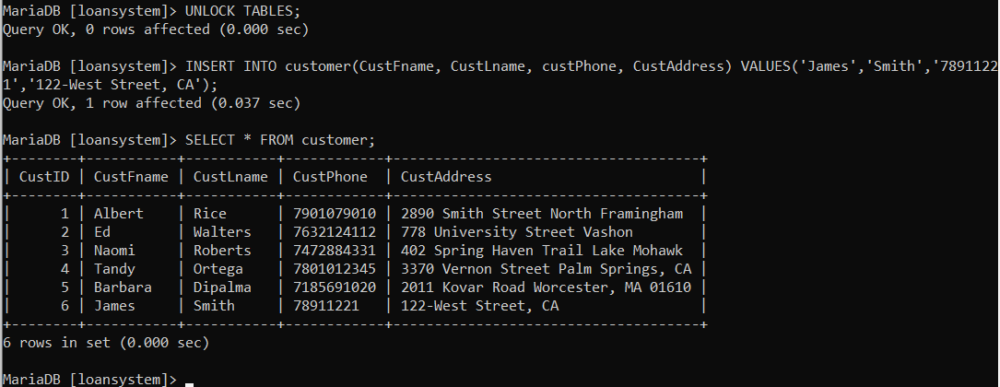 MariaDB [loansystem]> UNLOCK TABLES;
Query OK, 0 rows affected (0.000 sec)
MariaDB [loansystem]> INSERT INTO customer(CustFname, CustLname, custPhone, CustAddress) VALUES('James','Smith','7891122
1','122-West Street, CA');
Query OK, 1 row affected (0.037 sec)
MariaDB [loansystem]> SELECT * FROM customer;
+--------+-----------+-----------+------------+-------------------------------------+
| CustID | CustFname | CustLname | CustPhone  | CustAddress                         |
+--------+-----------+-----------+------------+-------------------------------------+
|      1 | Albert    | Rice      | 7901079010 | 2890 Smith Street North Framingham  |
|      2 | Ed        | Walters   | 7632124112 | 778 University Street Vashon        |
|      3 | Naomi     | Roberts   | 7472884331 | 402 Spring Haven Trail Lake Mohawk  |
|      4 | Tandy     | Ortega    | 7801012345 | 3370 Vernon Street Palm Springs, CA |
|      5 | Barbara   | Dipalma   | 7185691020 | 2011 Kovar Road Worcester, MA 01610 |
|      6 | James     | Smith     | 78911221   | 122-West Street, CA                 |
+--------+-----------+-----------+------------+-------------------------------------+
6 rows in set (0.000 sec)
MariaDB [loansystem]> _